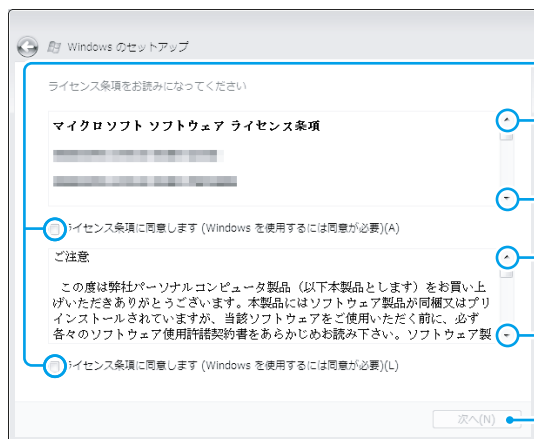 Windows のセットアップ
ライセンス条項をお読みになってください
マイクロソフト ソフトウェア ライセンス条項
ライセンス条項に同意します (Windows を使用するには同意が必要)(A)
ご注意
この度は弊社パーソナルコンピュータ製品（以下本製品とします）をお買い上
げいただきありがとうございます。本製品にはソフトウェア製品が同梱又はプリ
インストールされていますが、当該ソフトウェアをご使用いただく前に、必ず
各々のソフトウェア使用許諾契約書をあらかじめお読み下さい。ソフトウェア製
ライセンス条項に同意します (Windows を使用するには同意が必要)(L)
次へ(N)